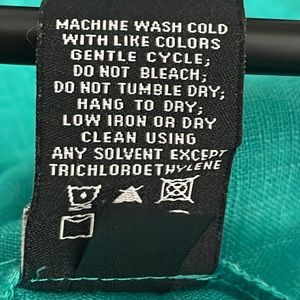 MACHINE WASH COLD
WITH LIKE COLORS
GENTLE CYCLE;
DO NOT BLEACH;
DO NOT TUMBLE DRY;
HANG TO DRY;
LOW IRON OR DRY
CLEAN USING
ANY SOLVENT EXCEPT
TRICHLOROETHYLENE